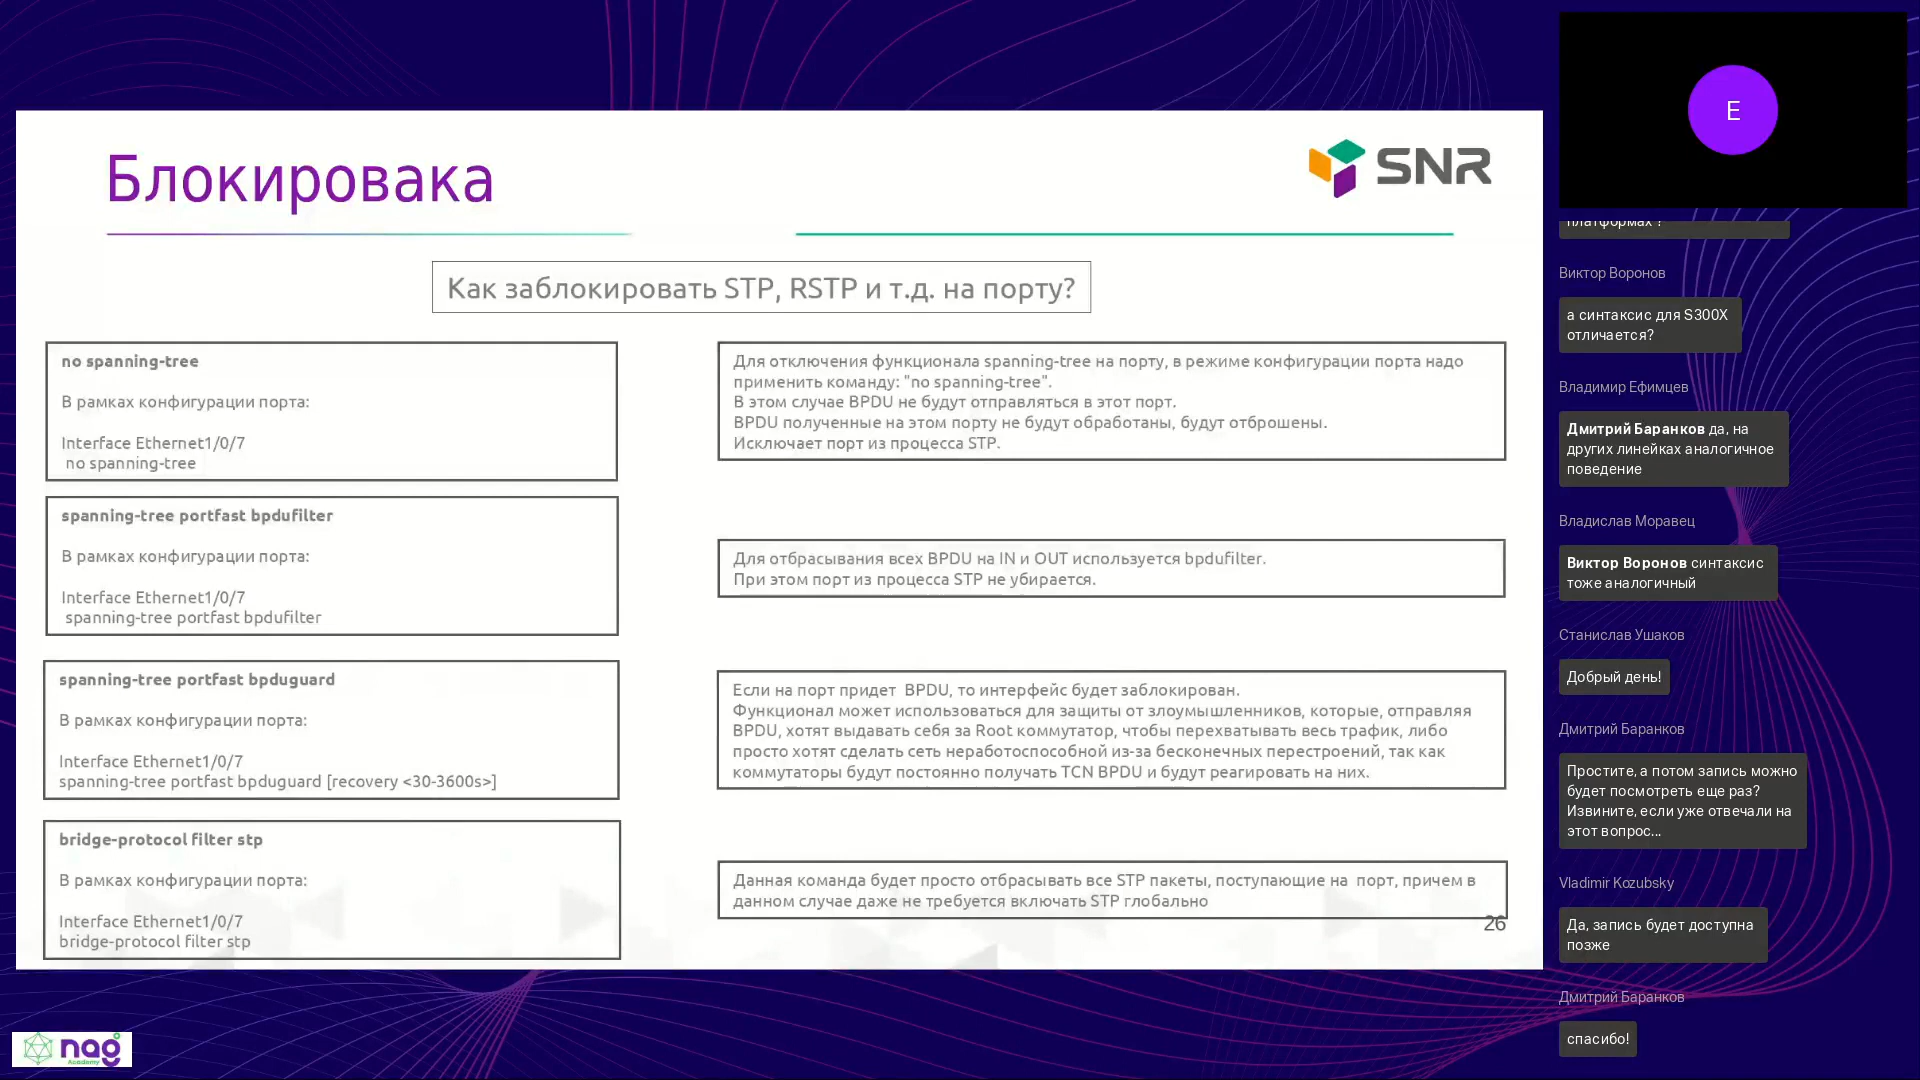 Блокировака
SNR
Как заблокировать STP, RSTP и т.д. на порту?
no spanning-tree
В рамках конфигурации порта:
Interface Ethernet1/0/7
no spanning-tree
Для отключения функционала spanning-tree на порту, в режиме конфигурации порта надо
применить команду: "no spanning-tree".
В этом случае BPDU не будут отправляться в этот порт.
BPDU полученные на этом порту не будут обработаны, будут отброшены.
Исключает порт из процесса STP.
spanning-tree portfast bpdufilter
В рамках конфигурации порта:
Interface Ethernet1/0/7
spanning-tree portfast bpdufilter
Для отбрасывания всех BPDU на IN и OUT используется bpdufilter.
При этом порт из процесса STP не убирается.
spanning-tree portfast bpduguard
В рамках конфигурации порта:
Interface Ethernet1/0/7
spanning-tree portfast bpduguard [recovery <30-3600s>]
Если на порт придет  BPDU, то интерфейс будет заблокирован.
Функционал может использоваться для защиты от злоумышленников, которые, отправляя
BPDU, хотят выдавать себя за Root коммутатор, чтобы перехватывать весь трафик, либо
просто хотят сделать сеть неработоспособной из-за бесконечных перестроений, так как
коммутаторы будут постоянно получать TCN BPDU и будут реагировать на них.
bridge-protocol filter stp
В рамках конфигурации порта:
Interface Ethernet1/0/7
bridge-protocol filter stp
Данная команда будет просто отбрасывать все STP пакеты, поступающие на  порт, причем в
данном случае даже не требуется включать STP глобально
26
nag
Academy
E
платформах ?
Виктор Воронов
а синтаксис для S300X
отличается?
Владимир Ефимцев
Дмитрий Баранков да, на
других линейках аналогичное
поведение
Владислав Моравец
Виктор Воронов синтаксис
тоже аналогичный
Станислав Ушаков
Добрый день!
Дмитрий Баранков
Простите, а потом запись можно
будет посмотреть еще раз?
Извините, если уже отвечали на
этот вопрос...
Vladimir Kozubsky
Да, запись будет доступна
позже
Дмитрий Баранков
спасибо!